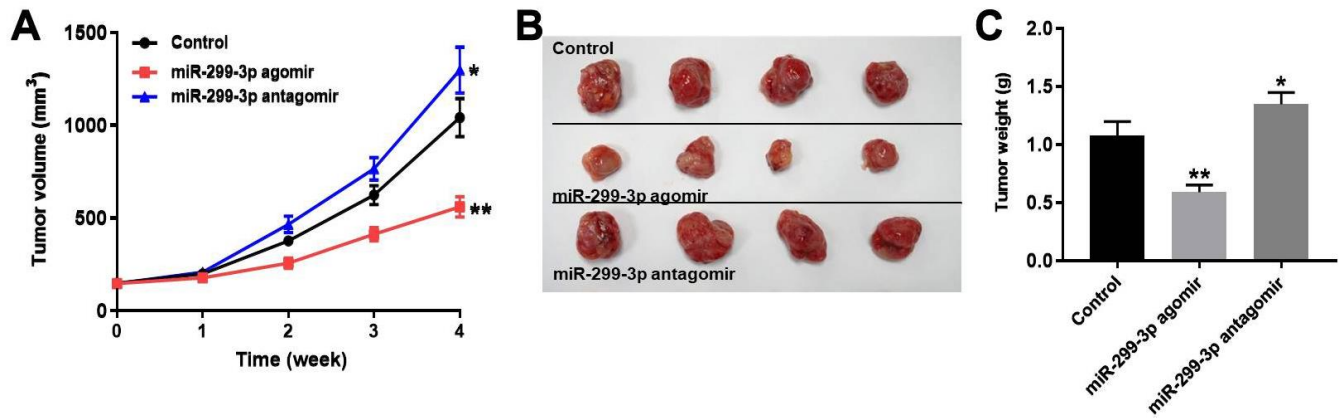 A
Tumor volume (mm³)
1500
1000
500
0
0 1 2 3 4
Time (week)
Control
miR-299-3p agomir
miR-299-3p antagomir
*
**
B
Control
miR-299-3p agomir
miR-299-3p antagomir
C
Tumor weight (g)
2.0
1.5
1.0
0.5
0.0
**
*
Control
miR-299-3p agomir
miR-299-3p antagomir